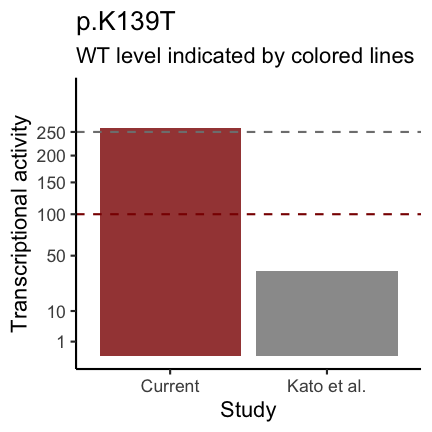 p.K139T
WT level indicated by colored lines
Transcriptional activity
250
200
150
100
50
10
1
Current
Kato et al.
Study